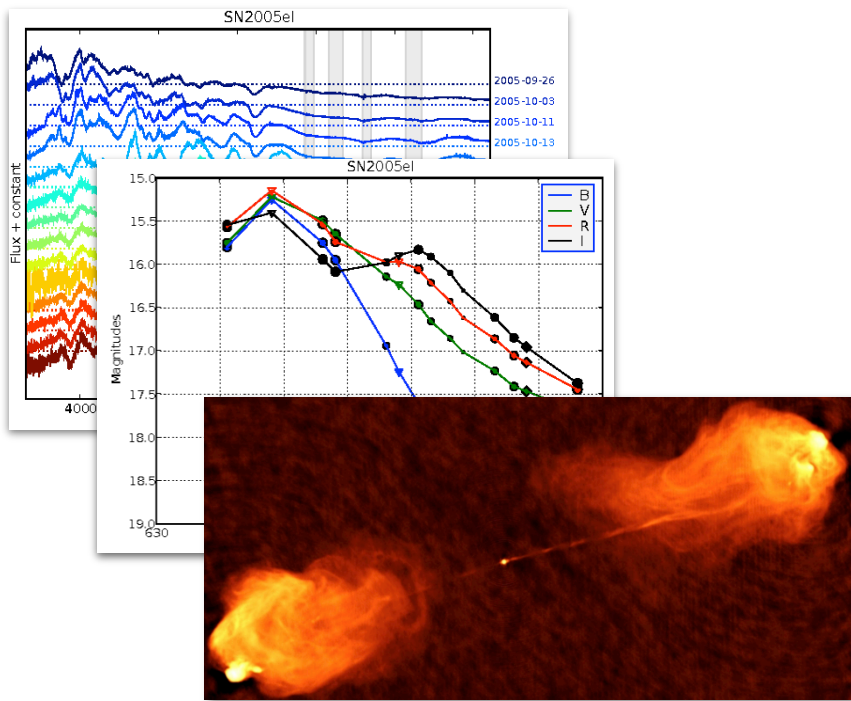 SN2005el
2005-09-26
2005-10-03
2005-10-11
2005-10-13
Flux + constant
4000
SN2005el
15.0
15.5
16.0
16.5
17.0
17.5
18.0
18.5
19.0
630
Magnitudes
B
V
R
I